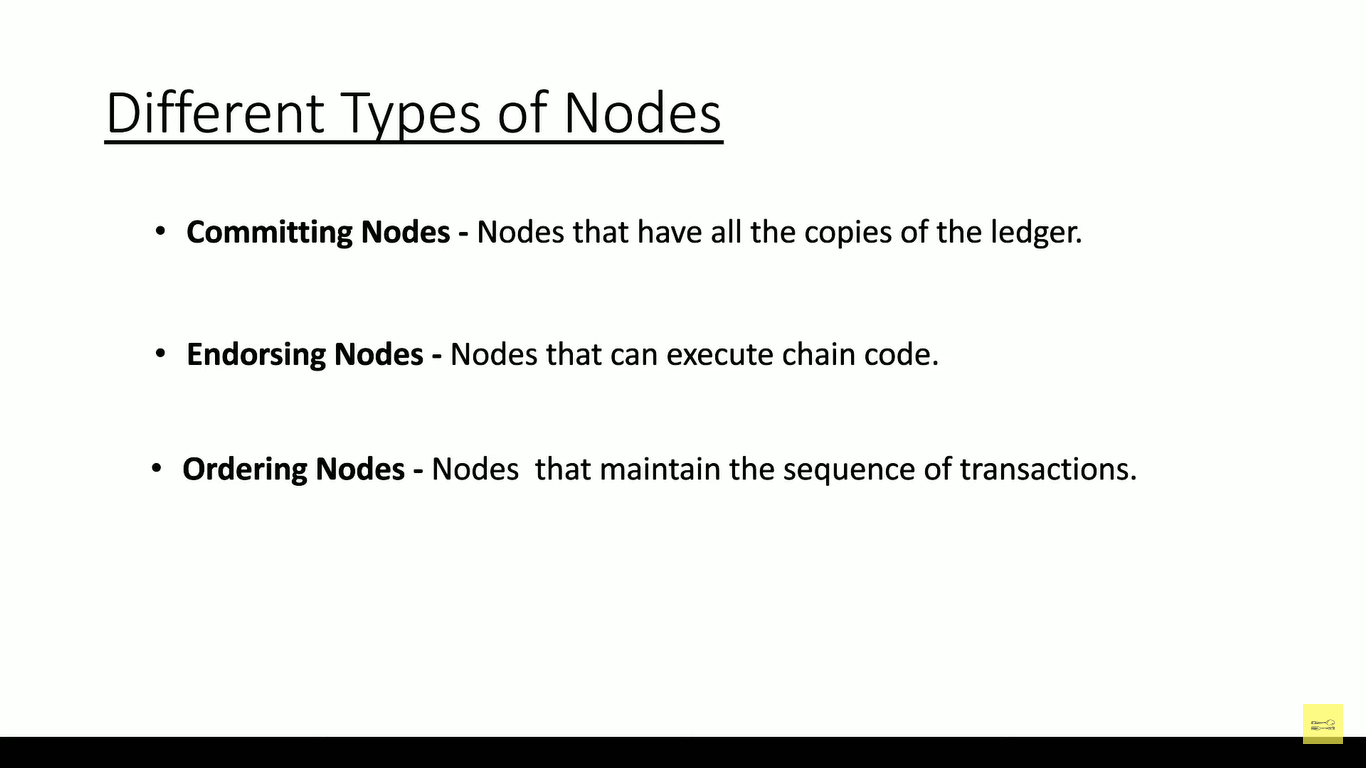 Different Types of Nodes
• Committing Nodes - Nodes that have all the copies of the ledger.
• Endorsing Nodes - Nodes that can execute chain code.
• Ordering Nodes - Nodes  that maintain the sequence of transactions.